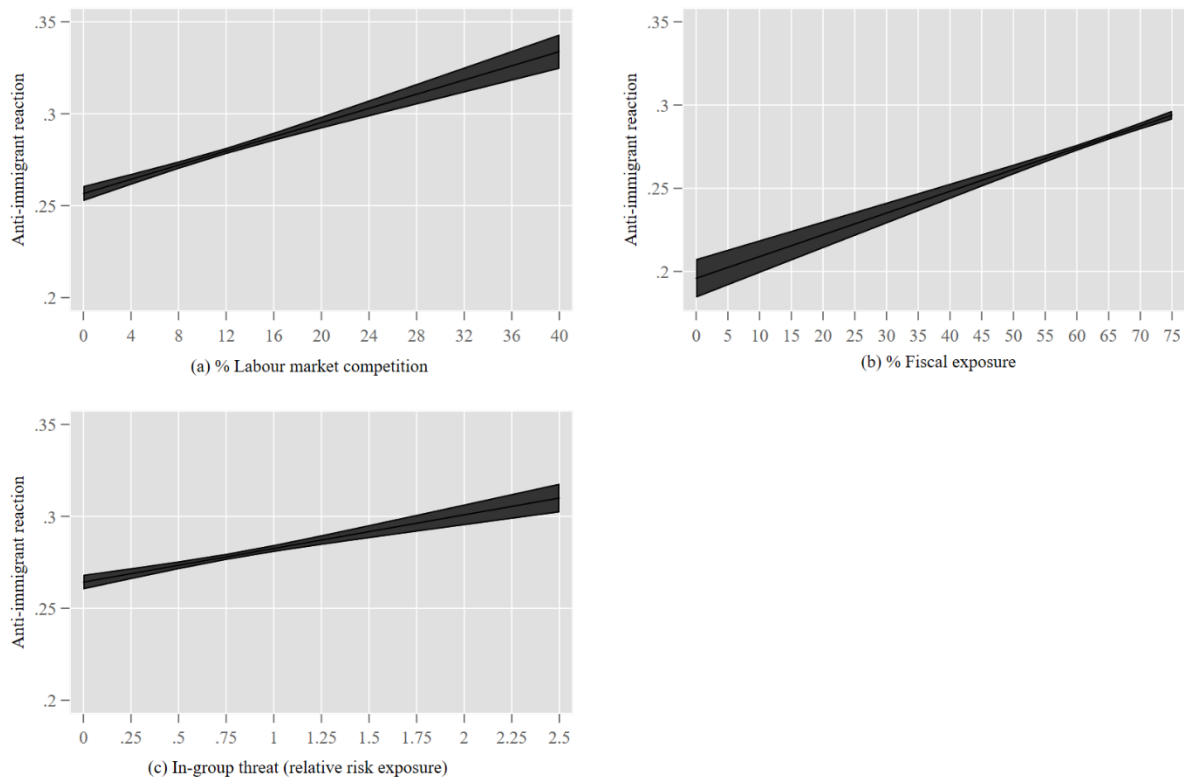 .35
.3
.25
.2
Anti-immigrant reaction
0 4 8 12 16 20 24 28 32 36 40
(a) % Labour market competition
.35
.3
.25
.2
Anti-immigrant reaction
0 5 10 15 20 25 30 35 40 45 50 55 60 65 70 75
(b) % Fiscal exposure
.35
.3
.25
.2
Anti-immigrant reaction
0 .25 .5 .75 1 1.25 1.5 1.75 2 2.25 2.5
(c) In-group threat (relative risk exposure)